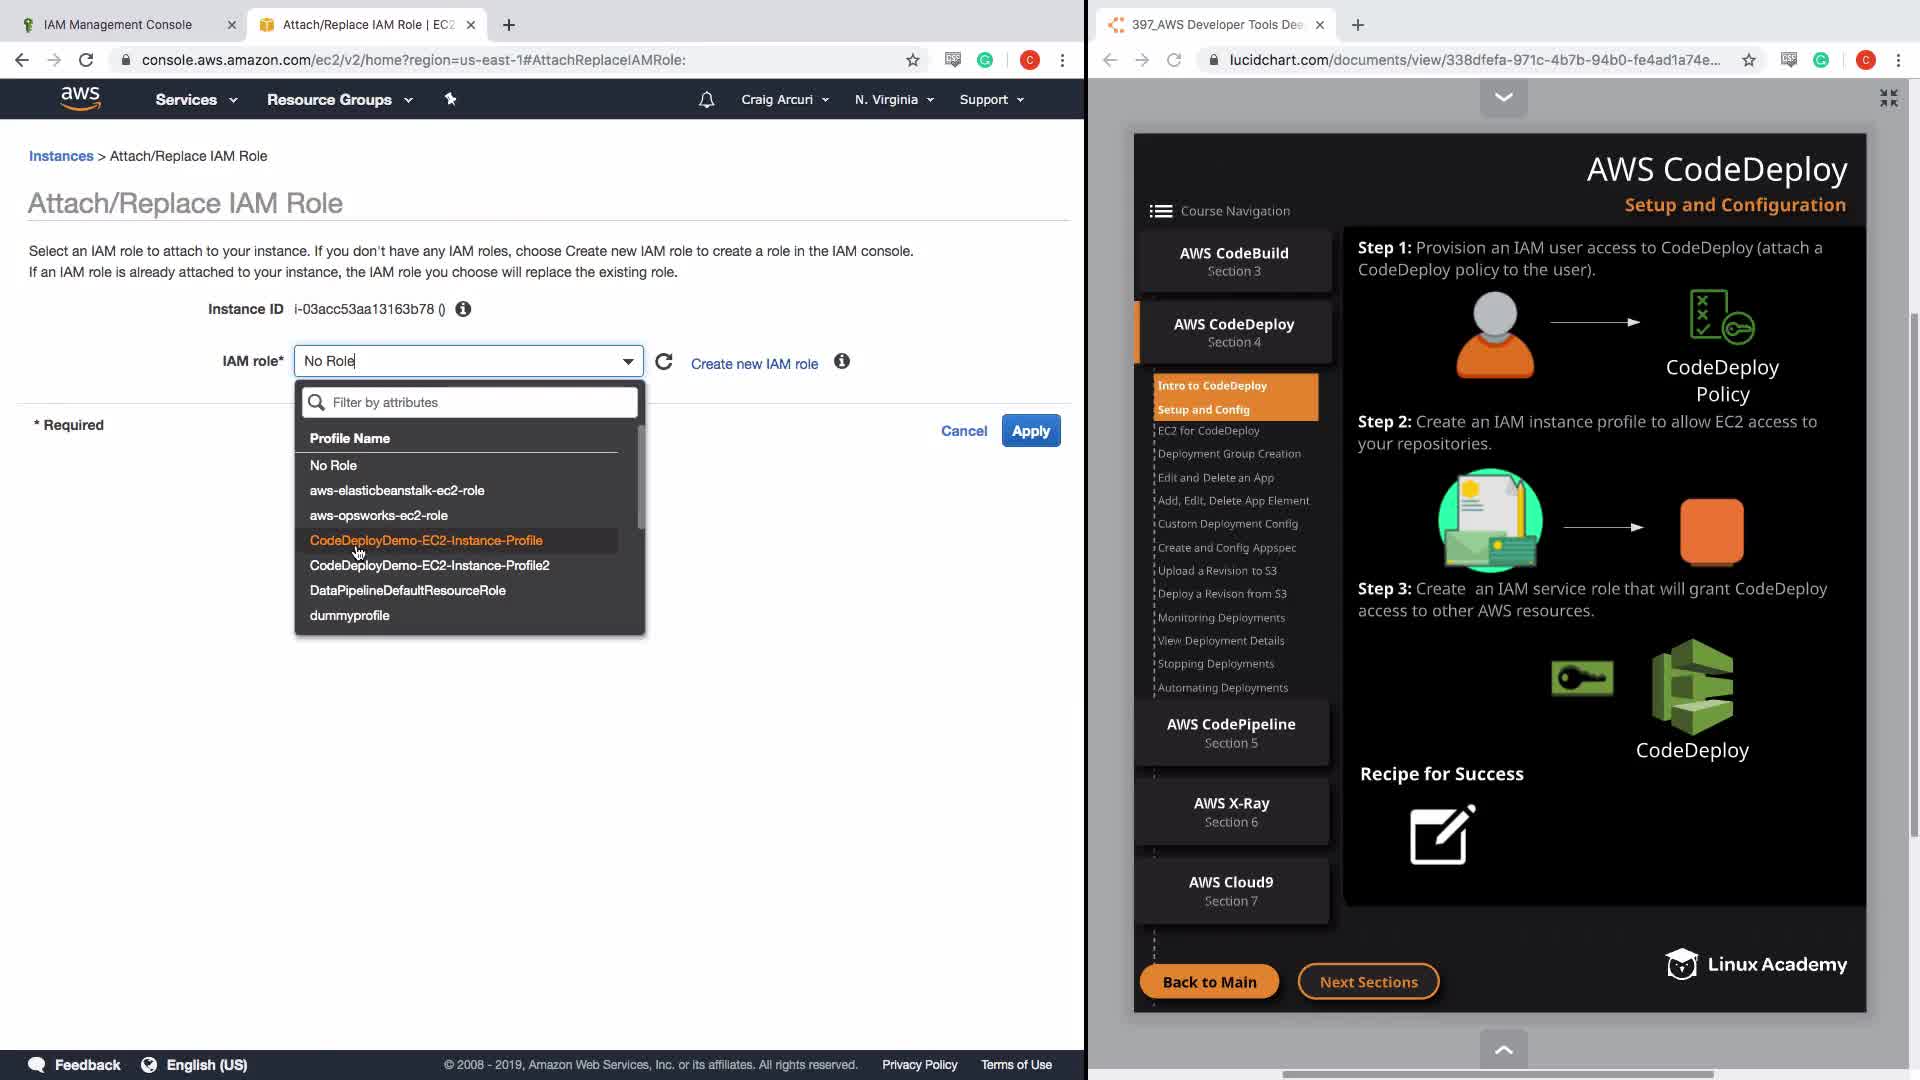 IAM Management Console
Attach/Replace IAM Role | EC2
console.aws.amazon.com/ec2/v2/home?region=us-east-1#AttachReplaceIAMRole:
C
aws
Services
Resource Groups
Craig Arcuri
N. Virginia
Support
Instances > Attach/Replace IAM Role
Attach/Replace IAM Role
Select an IAM role to attach to your instance. If you don't have any IAM roles, choose Create new IAM role to create a role in the IAM console.
If an IAM role is already attached to your instance, the IAM role you choose will replace the existing role.
Instance ID i-03acc53aa13163b78 ()
IAM role* No Role
Create new IAM role
Filter by attributes
Profile Name
No Role
aws-elasticbeanstalk-ec2-role
aws-opsworks-ec2-role
CodeDeployDemo-EC2-Instance-Profile
CodeDeployDemo-EC2-Instance-Profile2
DataPipelineDefaultResourceRole
dummyprofile
* Required
Cancel
Apply
Feedback
English (US)
© 2008 - 2019, Amazon Web Services, Inc. or its affiliates. All rights reserved.
Privacy Policy
Terms of Use
397_AWS Developer Tools Dee
lucidchart.com/documents/view/338dfefa-971c-4b7b-94b0-fe4ad1a74e...
C
AWS CodeDeploy
Setup and Configuration
Course Navigation
AWS CodeBuild
Section 3
AWS CodeDeploy
Section 4
Intro to CodeDeploy
Setup and Config
EC2 for CodeDeploy
Deployment Group Creation
Edit and Delete an App
Add, Edit, Delete App Element
Custom Deployment Config
Create and Config Appspec
Upload a Revision to S3
Deploy a Revison from S3
Monitoring Deployments
View Deployment Details
Stopping Deployments
Automating Deployments
AWS CodePipeline
Section 5
AWS X-Ray
Section 6
AWS Cloud9
Section 7
Step 1: Provision an IAM user access to CodeDeploy (attach a
CodeDeploy policy to the user).
CodeDeploy
Policy
Step 2: Create an IAM instance profile to allow EC2 access to
your repositories.
Step 3: Create an IAM service role that will grant CodeDeploy
access to other AWS resources.
CodeDeploy
Recipe for Success
Back to Main
Next Sections
Linux Academy